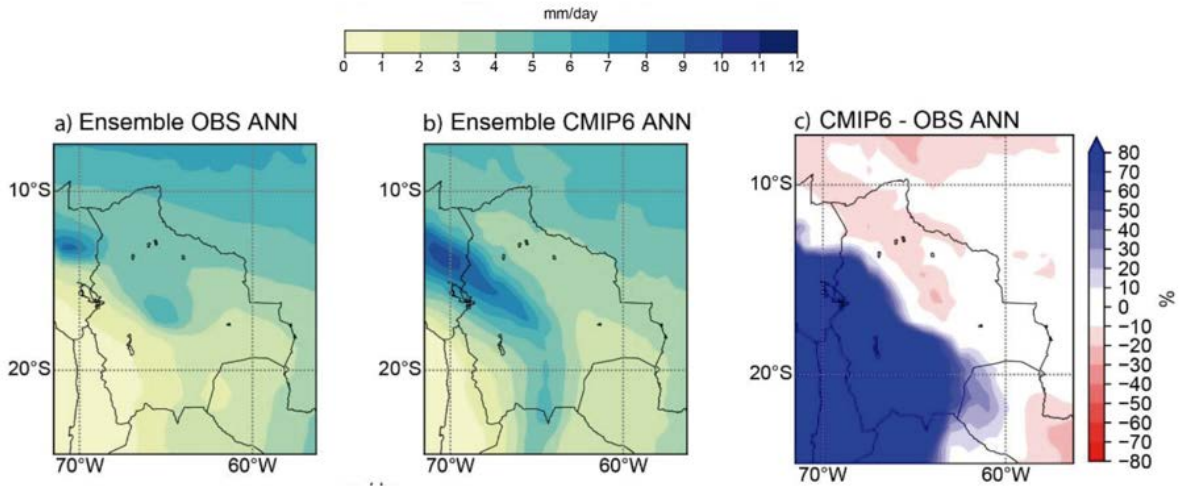 mm/day
0 1 2 3 4 5 6 7 8 9 10 11 12
a) Ensemble OBS ANN
b) Ensemble CMIP6 ANN
c) CMIP6 - OBS ANN
10°S
20°S
70°W 60°W
10°S
20°S
70°W 60°W
10°S
20°S
70°W 60°W
80
70
60
50
40
30
20
10
0
−10
−20
−30
−40
−50
−60
−70
−80
%